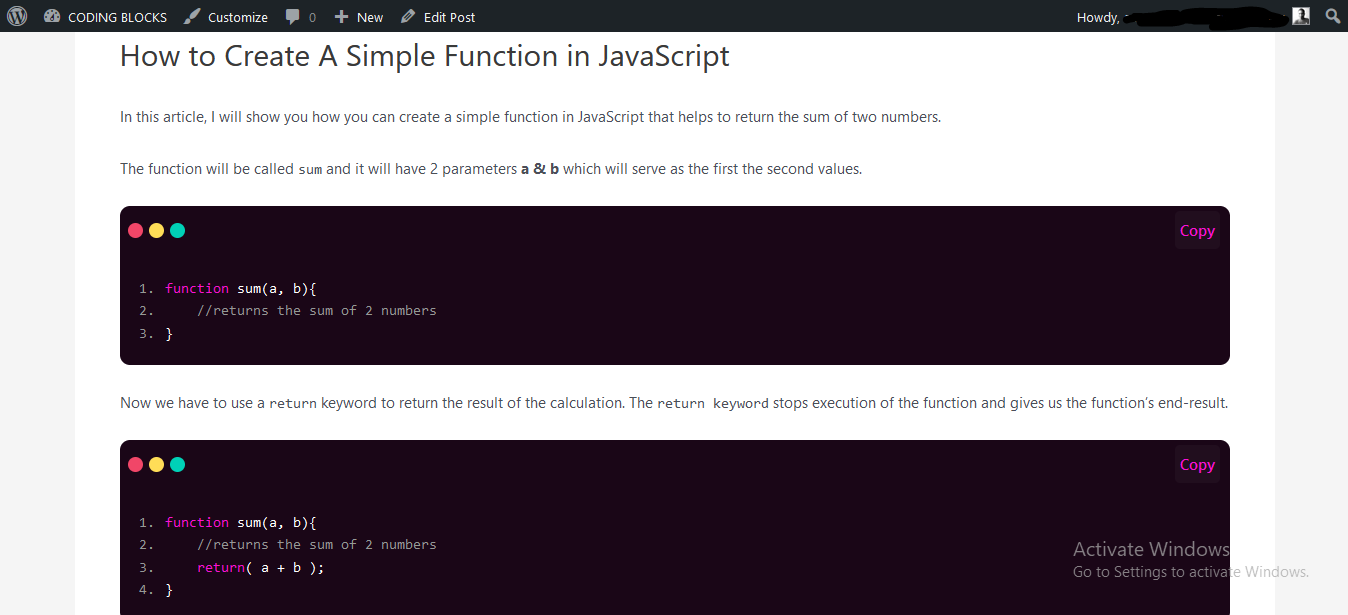 CODING BLOCKS Customize 0 New Edit Post Howdy,
How to Create A Simple Function in JavaScript
In this article, I will show you how you can create a simple function in JavaScript that helps to return the sum of two numbers.
The function will be called sum and it will have 2 parameters a & b which will serve as the first the second values.
Copy
1. function sum(a, b){
2. //returns the sum of 2 numbers
3. }
Now we have to use a return keyword to return the result of the calculation. The return keyword stops execution of the function and gives us the function's end-result.
Copy
1. function sum(a, b){
2. //returns the sum of 2 numbers
3. return( a + b );
4. }
Activate Windows
Go to Settings to activate Windows.